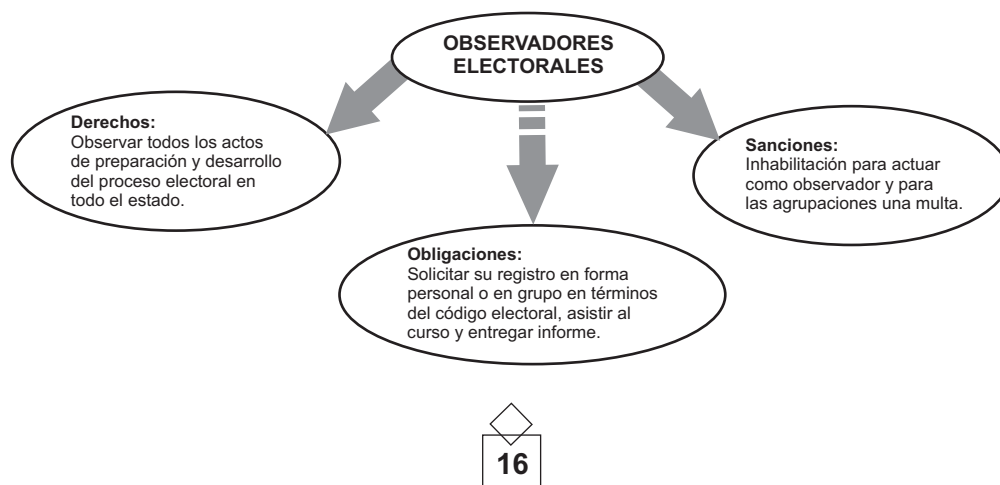 OBSERVADORES
ELECTORALES
Derechos:
Observar todos los actos
de preparación y desarrollo
del proceso electoral en
todo el estado.
Sanciones:
Inhabilitación para actuar
como observador y para
las agrupaciones una multa.
Obligaciones:
Solicitar su registro en forma
personal o en grupo en términos
del código electoral, asistir al
curso y entregar informe.
16